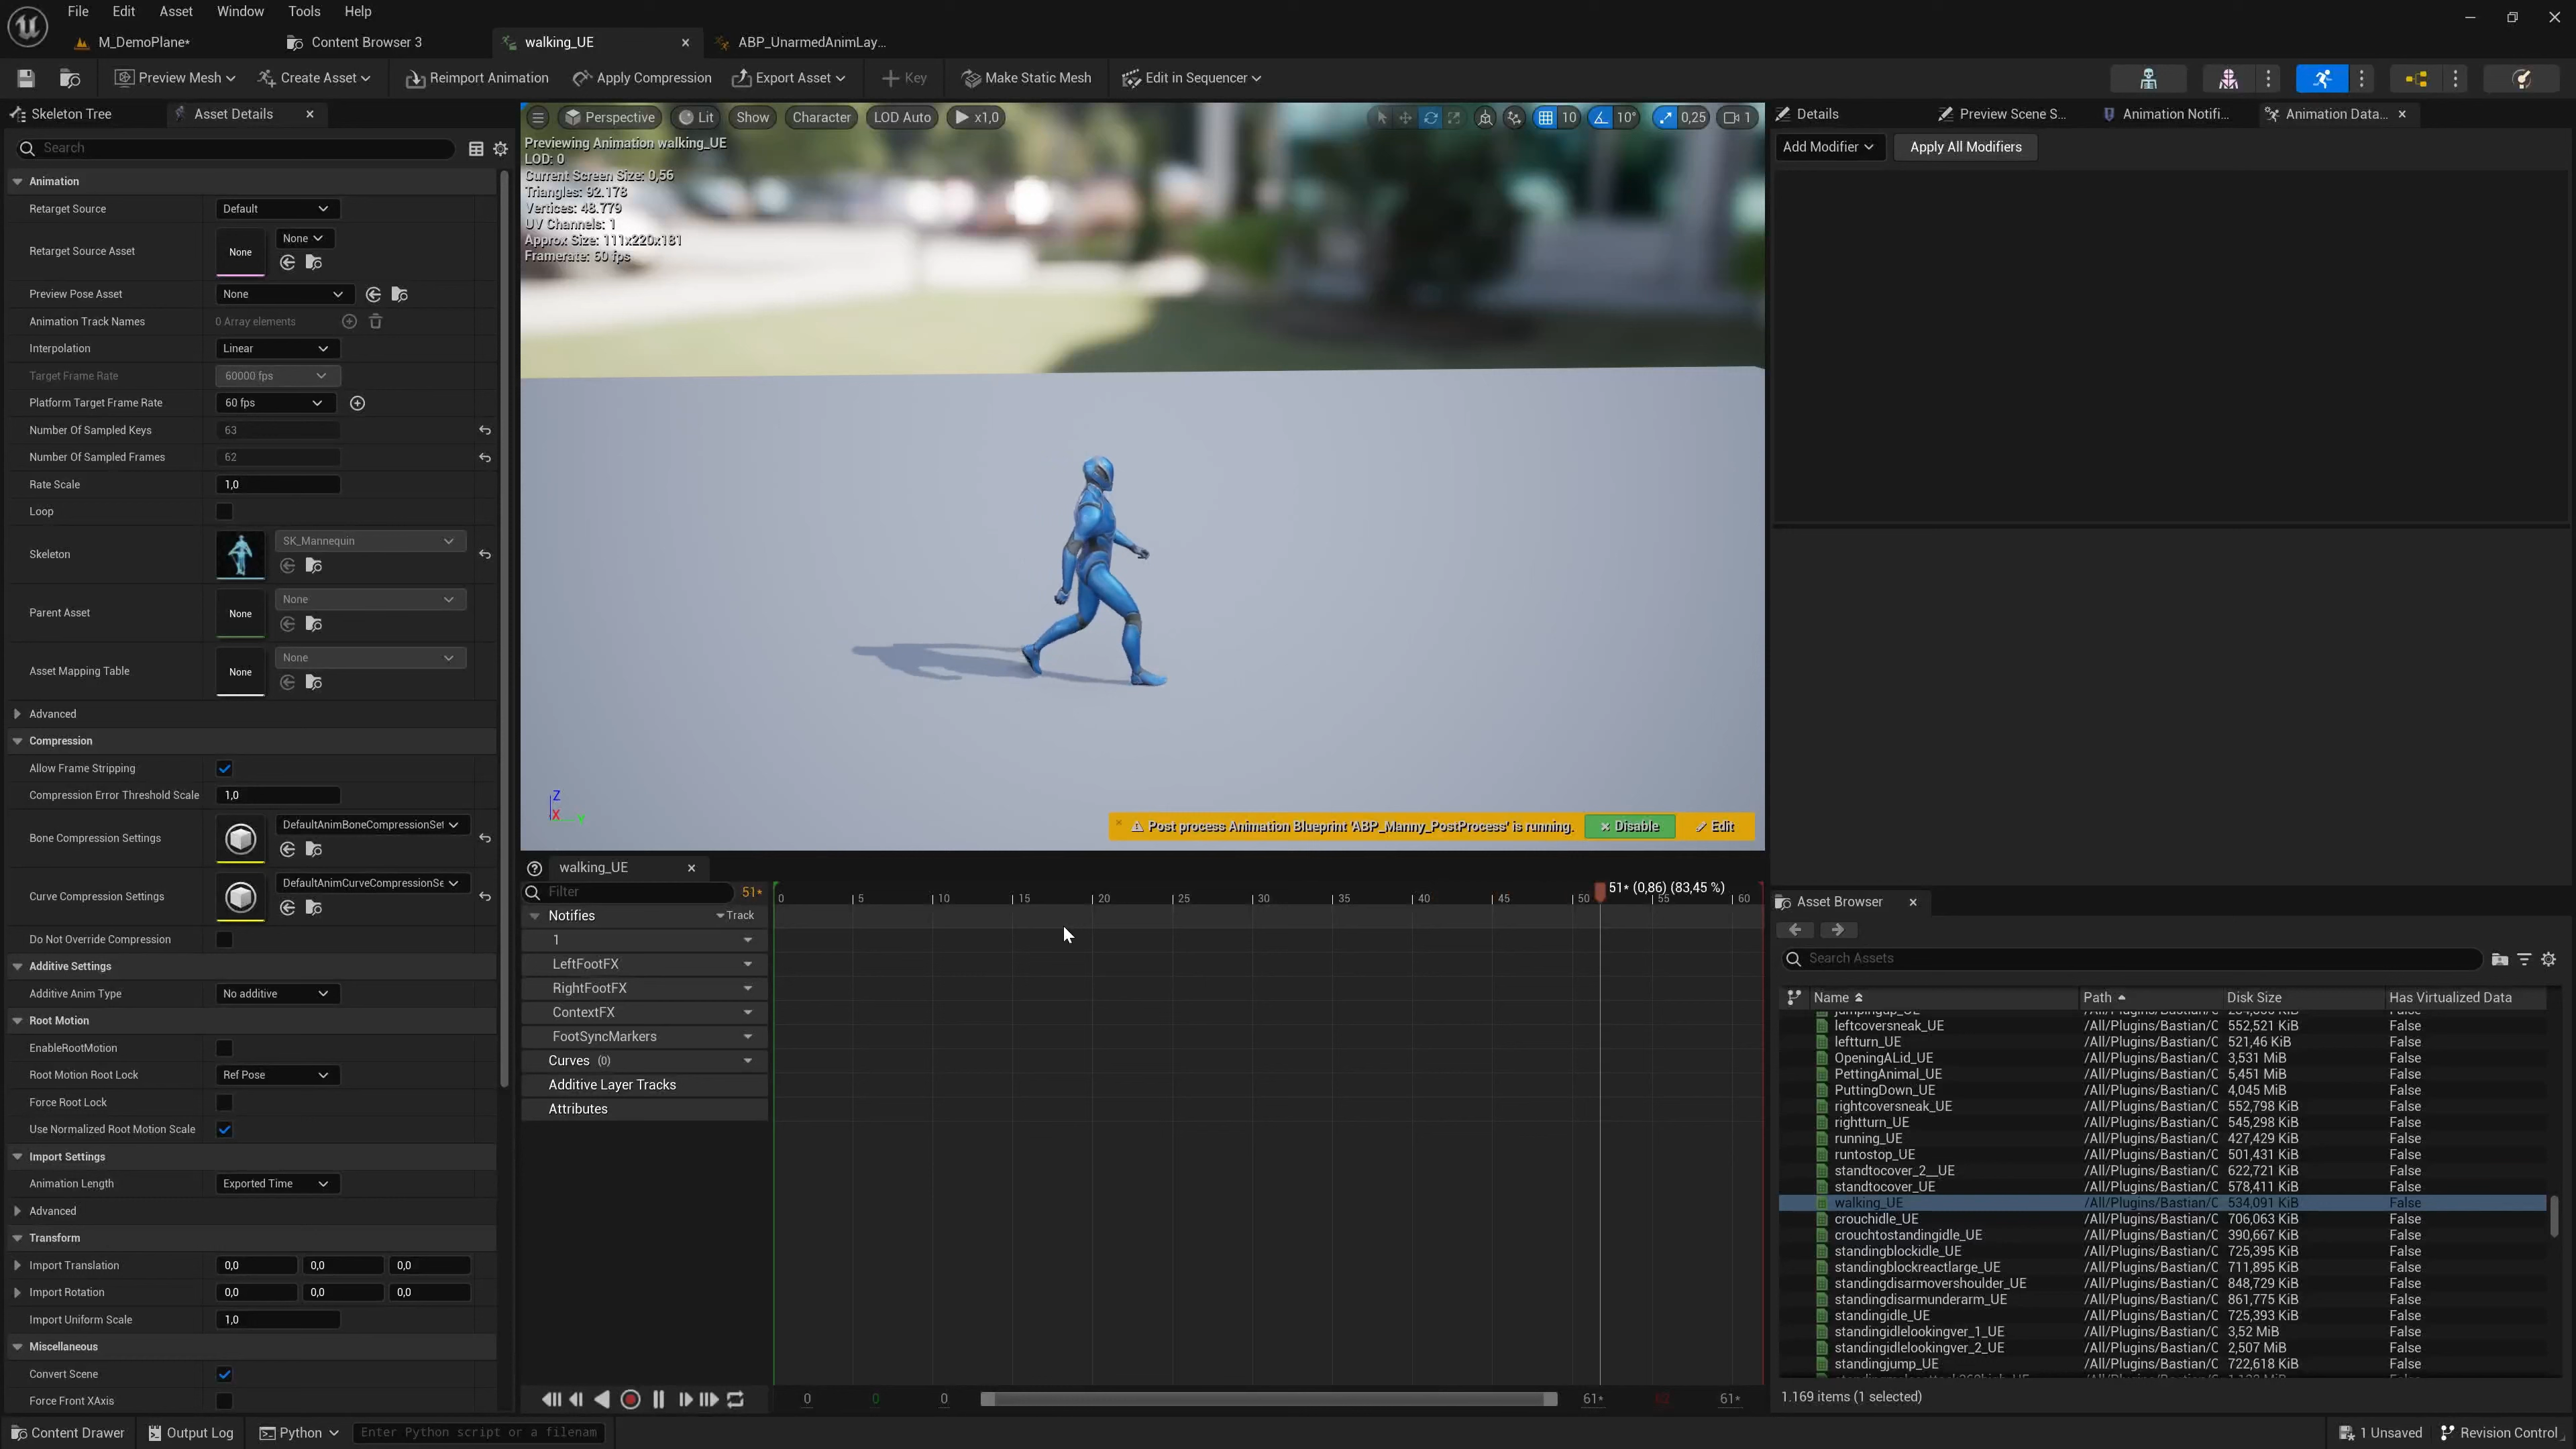 File Edit Asset Window Tools Help
M_DemoPlane* Content Browser 3 walking_UE ABP_UnarmedAnimLay...
Preview Mesh Create Asset Reimport Animation Apply Compression Export Asset Key Make Static Mesh Edit in Sequencer
Skeleton Tree Asset Details
Search
Animation
Retarget Source Default
Retarget Source Asset None None
Preview Pose Asset None
Animation Track Names 0 Array elements
Interpolation Linear
Target Frame Rate 60000 fps
Platform Target Frame Rate 60 fps
Number Of Sampled Keys 63
Number Of Sampled Frames 62
Rate Scale 1,0
Loop
Skeleton SK_Mannequin
Parent Asset None None
Asset Mapping Table None None
Advanced
Compression
Allow Frame Stripping
Compression Error Threshold Scale 1,0
Bone Compression Settings DefaultAnimBoneCompressionSet
Curve Compression Settings DefaultAnimCurveCompressionSe
Do Not Override Compression
Additive Settings
Additive Anim Type No additive
Root Motion
EnableRootMotion
Root Motion Root Lock Ref Pose
Force Root Lock
Use Normalized Root Motion Scale
Import Settings
Animation Length Exported Time
Advanced
Transform
Import Translation 0,0 0,0 0,0
Import Rotation 0,0 0,0 0,0
Import Uniform Scale 1,0
Miscellaneous
Convert Scene
Force Front XAxis
Perspective Lit Show Character LOD Auto x1,0 10 10° 0,25 1
Previewing Animation walking_UE
LOD: 0
Current Screen Size: 0,56
Triangles: 92.178
Vertices: 48.779
UV Channels: 1
Approx Size: 111x220x181
Framerate: 50 fps
Z
X
Y
Post process Animation Blueprint 'ABP_Manny_PostProcess' is running. Disable Edit
walking_UE
Filter 51*
51* (0,86) (83,45 %)
0 5 10 15 20 25 30 35 40 45 50 55 60
Notifies Track
1
LeftFootFX
RightFootFX
ContextFX
FootSyncMarkers
Curves (0)
Additive Layer Tracks
Attributes
0 0 0 61* 61*
Details Preview Scene S... Animation Notifi... Animation Data...
Add Modifier Apply All Modifiers
Asset Browser
Search Assets
Name Path Disk Size Has Virtualized Data
leftcoversneak_UE /All/Plugins/Bastian/C 552,521 KiB False
leftturn_UE /All/Plugins/Bastian/C 521,46 KiB False
OpeningALid_UE /All/Plugins/Bastian/C 3,531 MiB False
PettingAnimal_UE /All/Plugins/Bastian/C 5,451 MiB False
PuttingDown_UE /All/Plugins/Bastian/C 4,045 MiB False
rightcoversneak_UE /All/Plugins/Bastian/C 552,798 KiB False
rightturn_UE /All/Plugins/Bastian/C 545,298 KiB False
running_UE /All/Plugins/Bastian/C 427,429 KiB False
runtostop_UE /All/Plugins/Bastian/C 501,431 KiB False
standtocover_2__UE /All/Plugins/Bastian/C 622,721 KiB False
standtocover_UE /All/Plugins/Bastian/C 578,411 KiB False
walking_UE /All/Plugins/Bastian/C 534,091 KiB False
crouchidle_UE /All/Plugins/Bastian/C 706,063 KiB False
crouchtostandingidle_UE /All/Plugins/Bastian/C 390,667 KiB False
standingblockidle_UE /All/Plugins/Bastian/C 725,395 KiB False
standingblockreactlarge_UE /All/Plugins/Bastian/C 711,895 KiB False
standingdisarmovershoulder_UE /All/Plugins/Bastian/C 848,729 KiB False
standingdisarmunderarm_UE /All/Plugins/Bastian/C 861,775 KiB False
standingidle_UE /All/Plugins/Bastian/C 725,393 KiB False
standingidlelookingver_1_UE /All/Plugins/Bastian/C 3,52 MiB False
standingidlelookingver_2_UE /All/Plugins/Bastian/C 2,507 MiB False
standingjump_UE /All/Plugins/Bastian/C 722,618 KiB False
1.169 items (1 selected)
Content Drawer Output Log Python Enter Python script or a filenam 1 Unsaved Revision Control